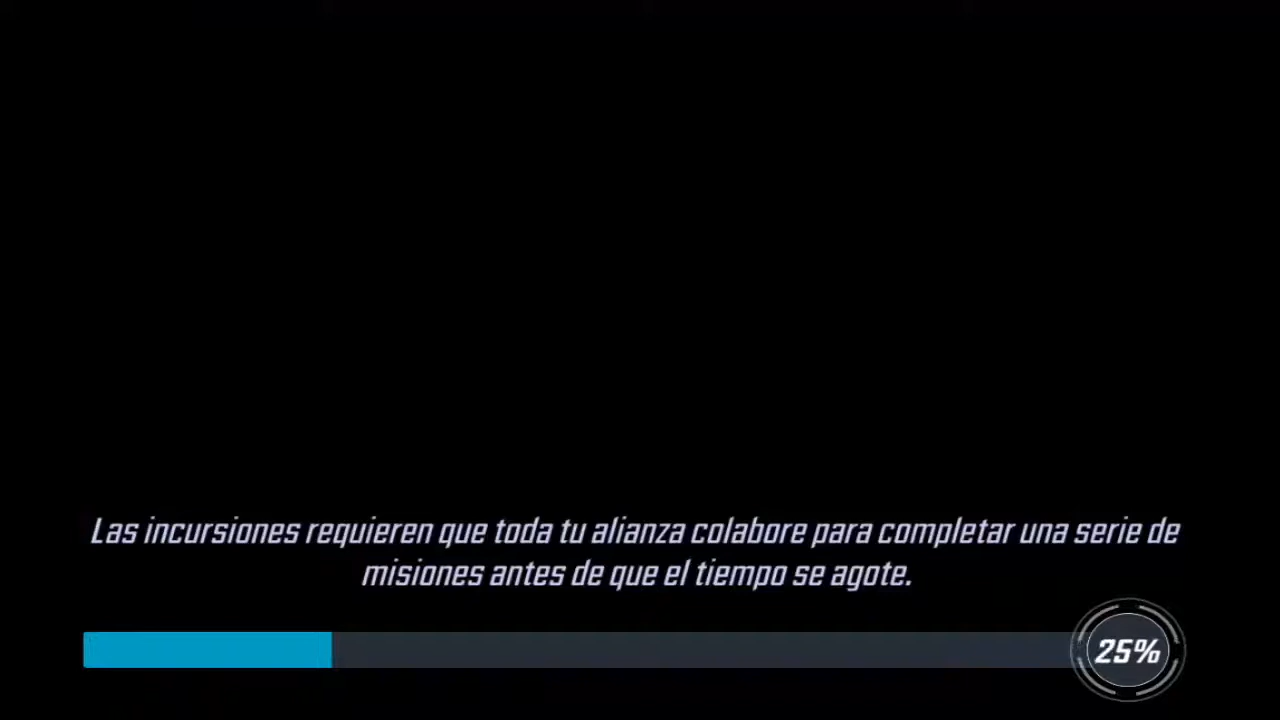 Las incursiones requieren que toda tu alianza colabore para completar una serie de
misiones antes de que el tiempo se agote.
25%